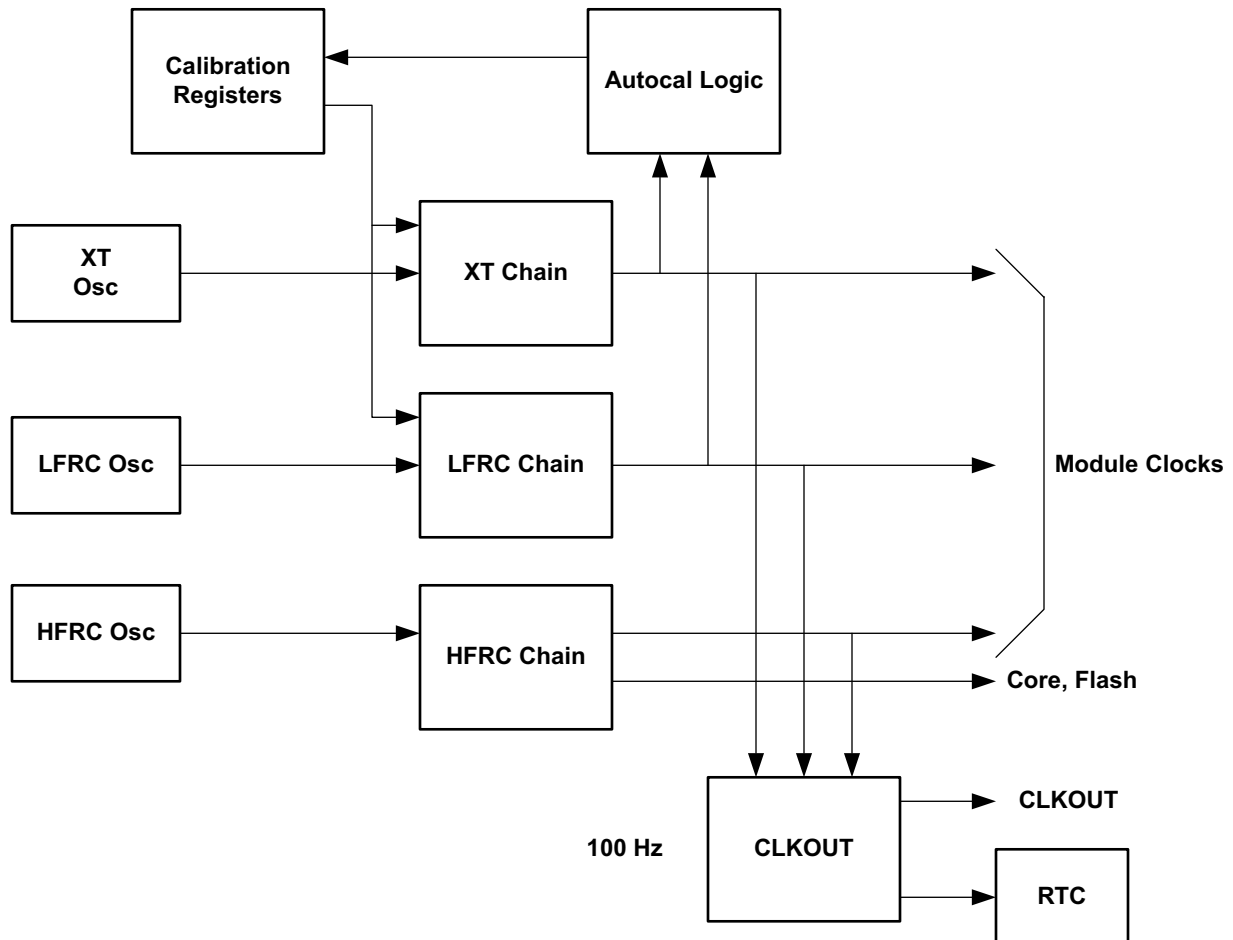 Calibration
Registers
Autocal Logic
XT
Osc
XT Chain
LFRC Osc
LFRC Chain
Module Clocks
HFRC Osc
HFRC Chain
Core, Flash
100 Hz
CLKOUT
CLKOUT
RTC